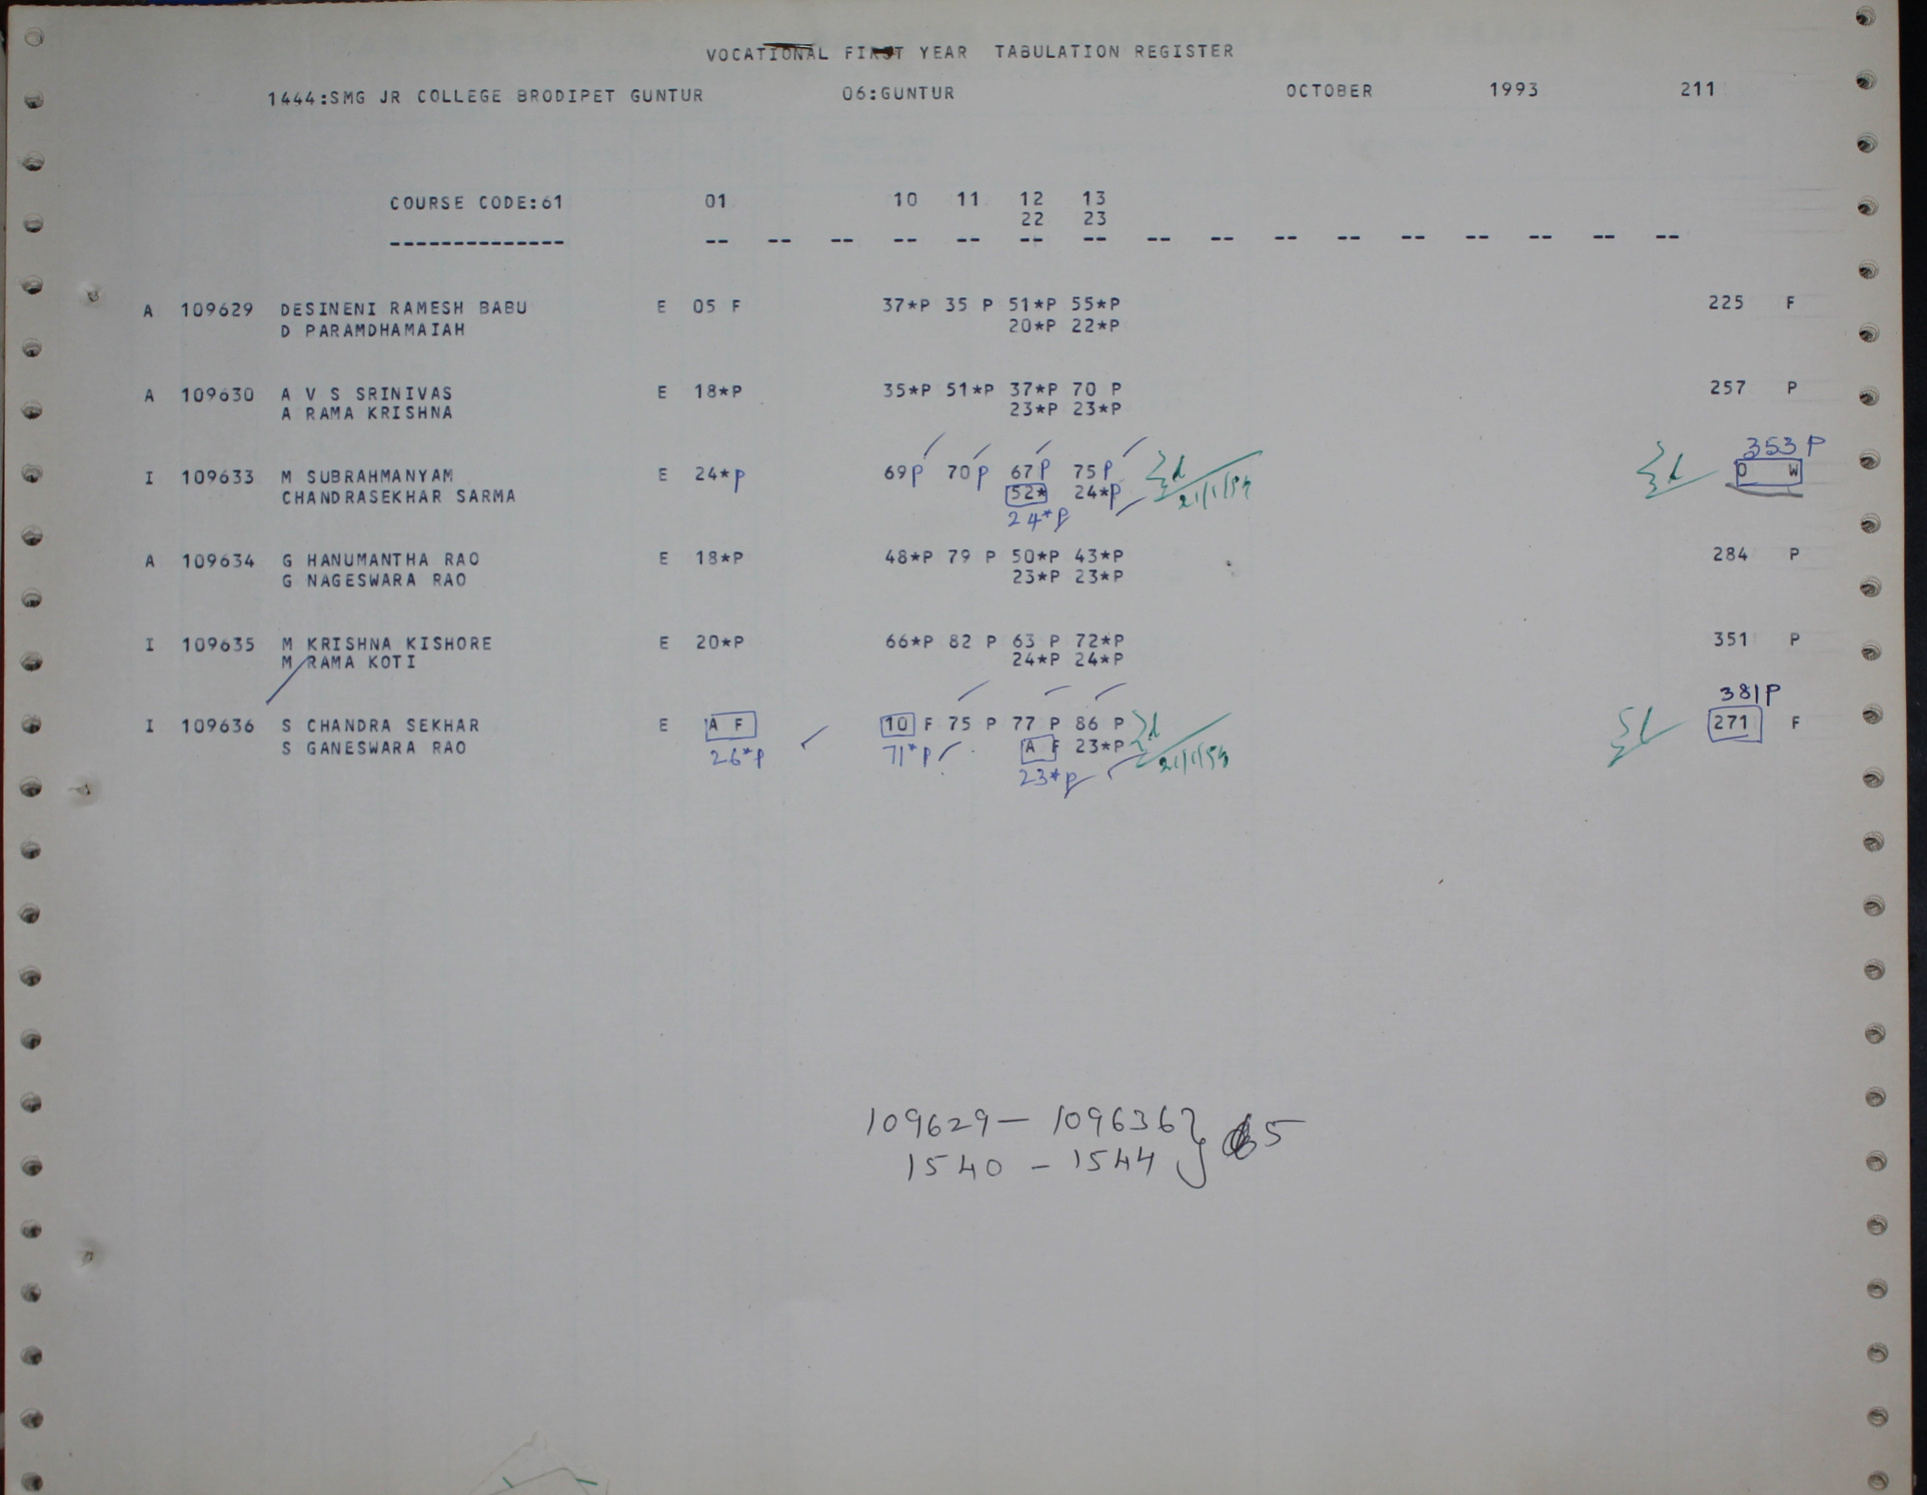 VOCATIONAL FIRST YEAR TABULATION REGISTER
1444:SMG JR COLLEGE BRODIPET GUNTUR 06:GUNTUR OCTOBER 1993 211
COURSE CODE:61 01 10 11 12 13
22 23
-------------- -- -- -- -- -- -- -- -- -- -- -- -- -- -- -- --
A 109629 DESINENI RAMESH BABU E 05 F 37*P 35 P 51*P 55*P 225 F
D PARAMDHAMAIAH 20*P 22*P
A 109630 A V S SRINIVAS E 18*P 35*P 51*P 37*P 70 P 257 P
A RAMA KRISHNA 23*P 23*P
353 P
I 109633 M SUBRAHMANYAM E 24*P 69P 70P 67P 75P 0 W
CHANDRASEKHAR SARMA 52* 24*P
24*P
A 109634 G HANUMANTHA RAO E 18*P 48*P 79 P 50*P 43*P 284 P
G NAGESWARA RAO 23*P 23*P
I 109635 M KRISHNA KISHORE E 20*P 66*P 82 P 63 P 72*P 351 P
M RAMA KOTI 24*P 24*P
381P
I 109636 S CHANDRA SEKHAR E A F 10 F 75 P 77 P 86 P 271 F
S GANESWARA RAO 26*P 71*P A F 23*P
23*P
109629 - 109636 } 5
1540 - 1544